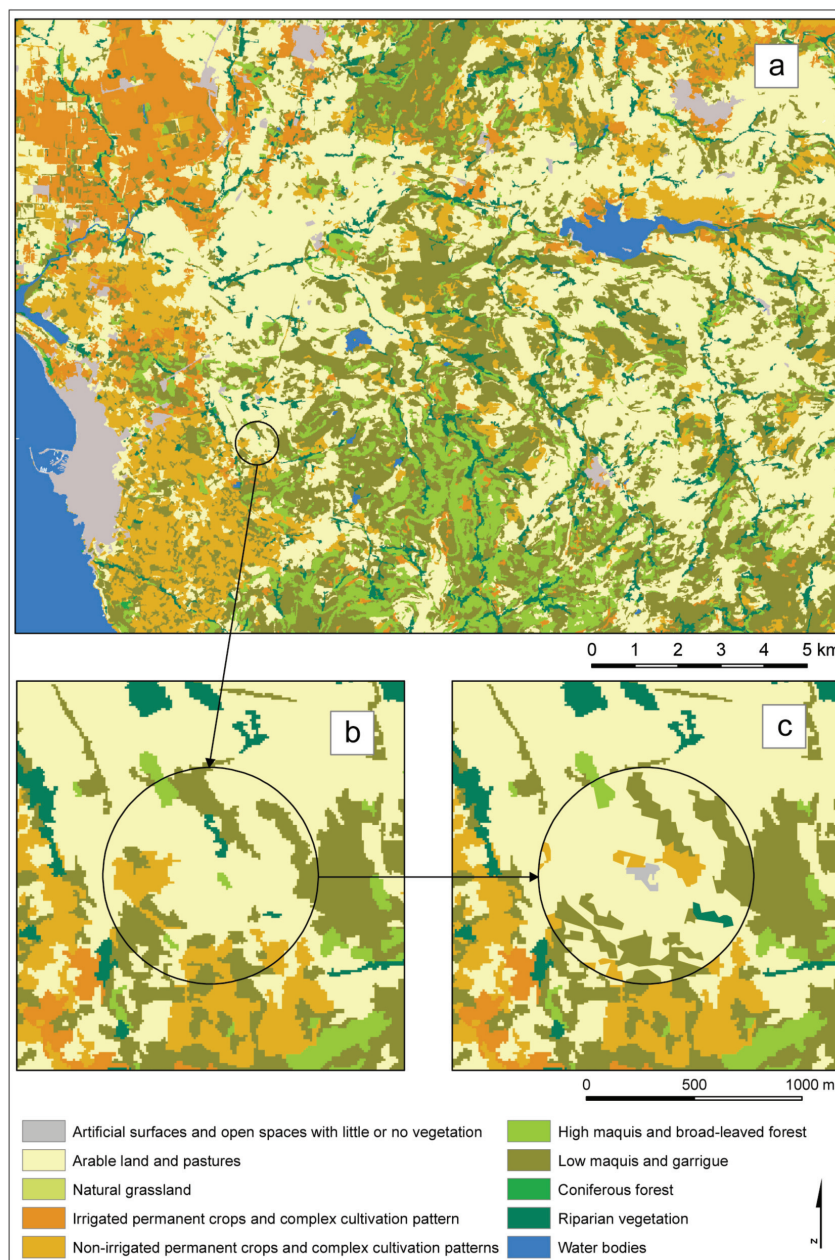 a
0 1 2 3 4 5 km
b
c
0 500 1000 m
Artificial surfaces and open spaces with little or no vegetation
Arable land and pastures
Natural grassland
Irrigated permanent crops and complex cultivation pattern
Non-irrigated permanent crops and complex cultivation patterns
High maquis and broad-leaved forest
Low maquis and garrigue
Coniferous forest
Riparian vegetation
Water bodies
N